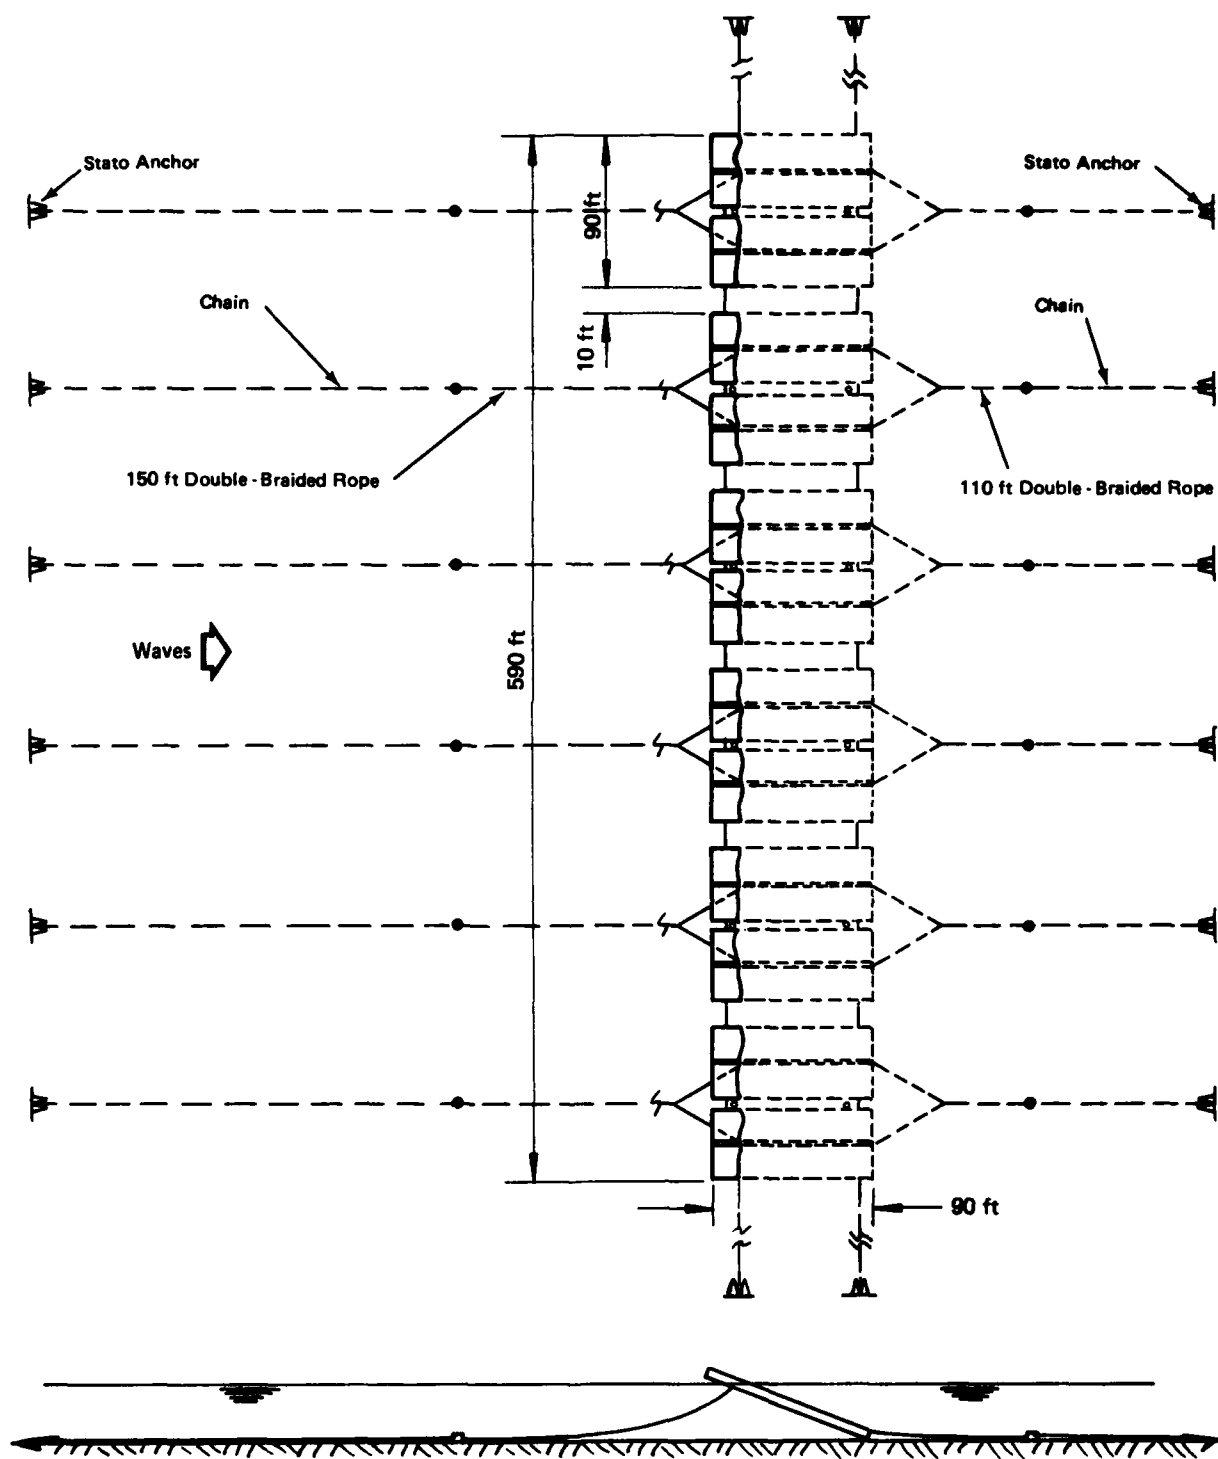 Stato Anchor
Stato Anchor
90 ft
Chain
Chain
10 ft
150 ft Double-Braided Rope
110 ft Double-Braided Rope
Waves
590 ft
90 ft